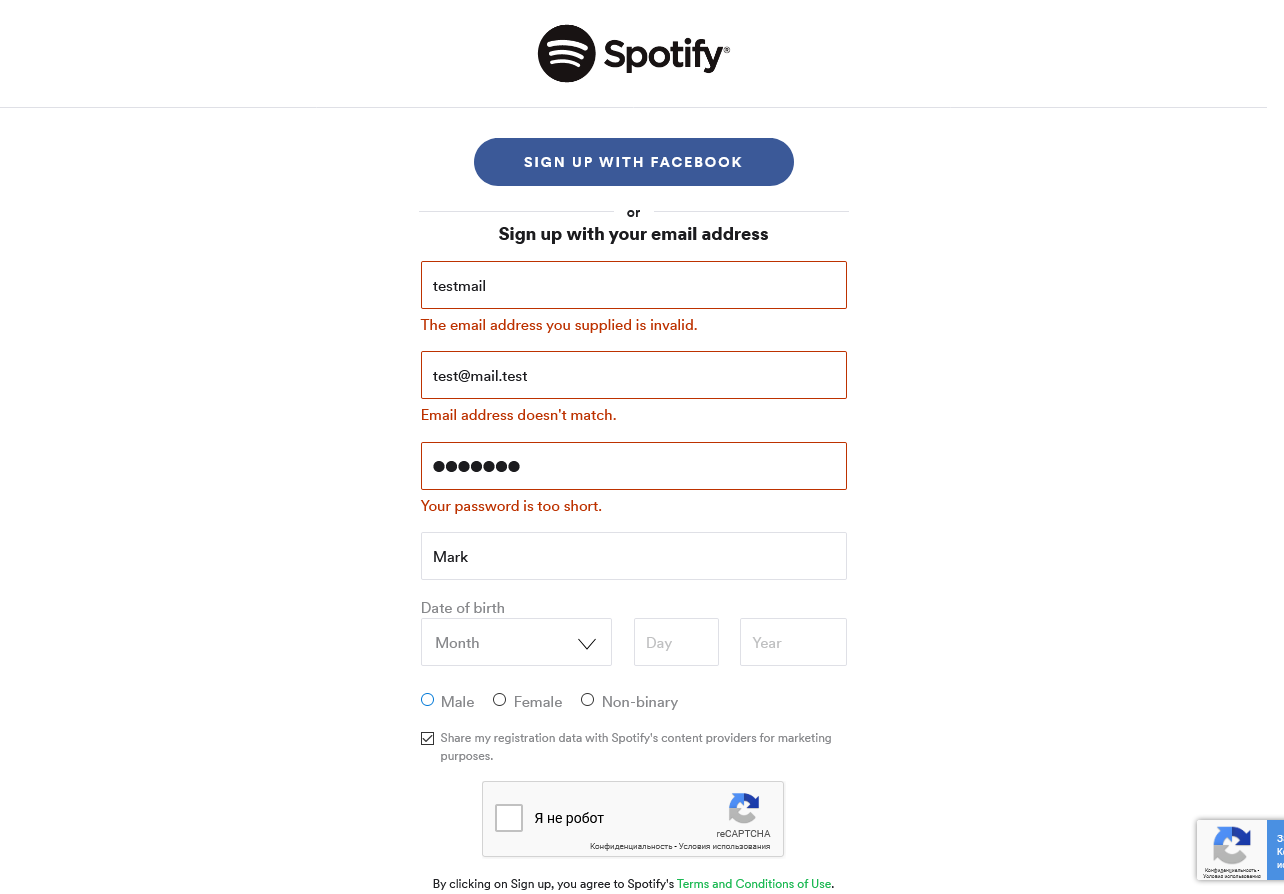 Spotify®
SIGN UP WITH FACEBOOK
or
Sign up with your email address
testmail
The email address you supplied is invalid.
test@mail.test
Email address doesn't match.
●●●●●●●
Your password is too short.
Mark
Date of birth
Month Day Year
Male Female Non-binary
Share my registration data with Spotify's content providers for marketing
purposes.
Я не робот
reCAPTCHA
Конфиденциальность - Условия использования
By clicking on Sign up, you agree to Spotify's Terms and Conditions of Use.
Конфиденциальность -
Условия использования